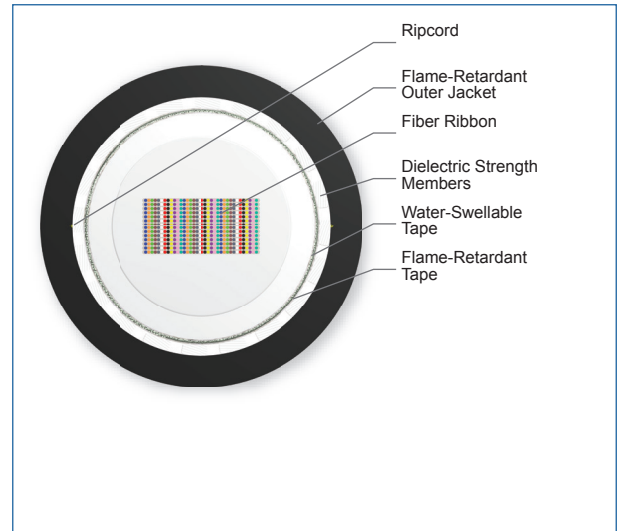 Ripcord
Flame-Retardant
Outer Jacket
Fiber Ribbon
Dielectric Strength
Members
Water-Swellable
Tape
Flame-Retardant
Tape